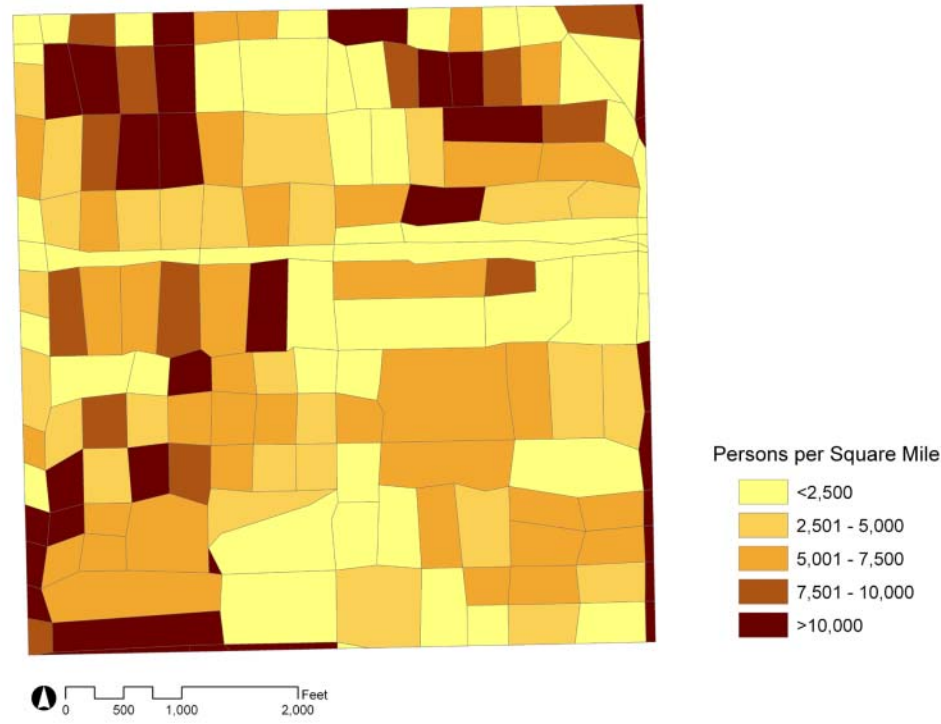 Persons per Square Mile
<2,500
2,501 - 5,000
5,001 - 7,500
7,501 - 10,000
>10,000
Feet
0 500 1,000 2,000